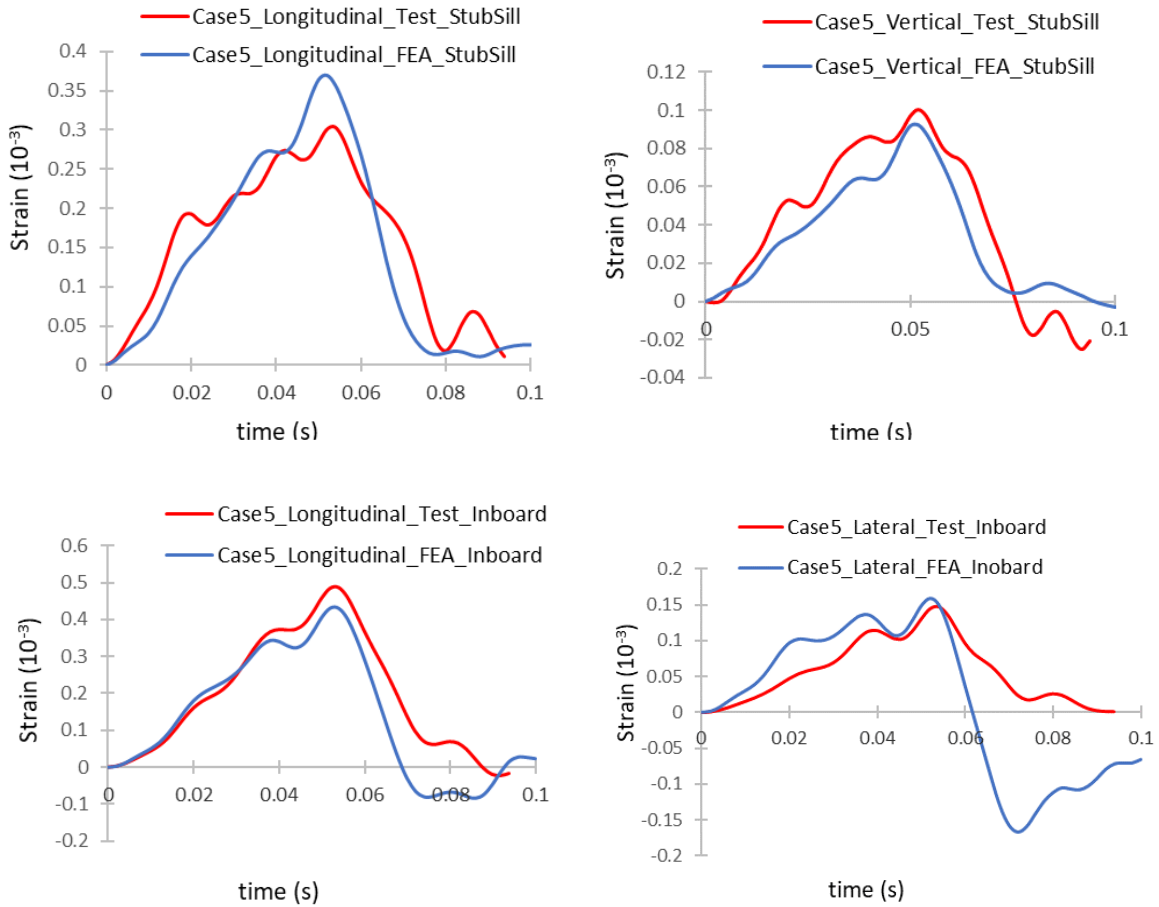 Case5_Longitudinal_Test_StubSill
Case5_Longitudinal_FEA_StubSill
0.4
0.35
0.3
0.25
0.2
0.15
0.1
0.05
0
Strain (10⁻³)
0 0.02 0.04 0.06 0.08 0.1
time (s)
Case5_Vertical_Test_StubSill
Case5_Vertical_FEA_StubSill
0.12
0.1
0.08
0.06
0.04
0.02
0
-0.02
-0.04
Strain (10⁻³)
0 0.05 0.1
time (s)
Case5_Longitudinal_Test_Inboard
Case5_Longitudinal_FEA_Inboard
0.6
0.5
0.4
0.3
0.2
0.1
0
-0.1
-0.2
Strain (10⁻³)
0 0.02 0.04 0.06 0.08 0.1
time (s)
Case5_Lateral_Test_Inboard
Case5_Lateral_FEA_Inobard
0.2
0.15
0.1
0.05
0
-0.05
-0.1
-0.15
-0.2
Strain (10⁻³)
0 0.02 0.04 0.06 0.08 0.1
time (s)